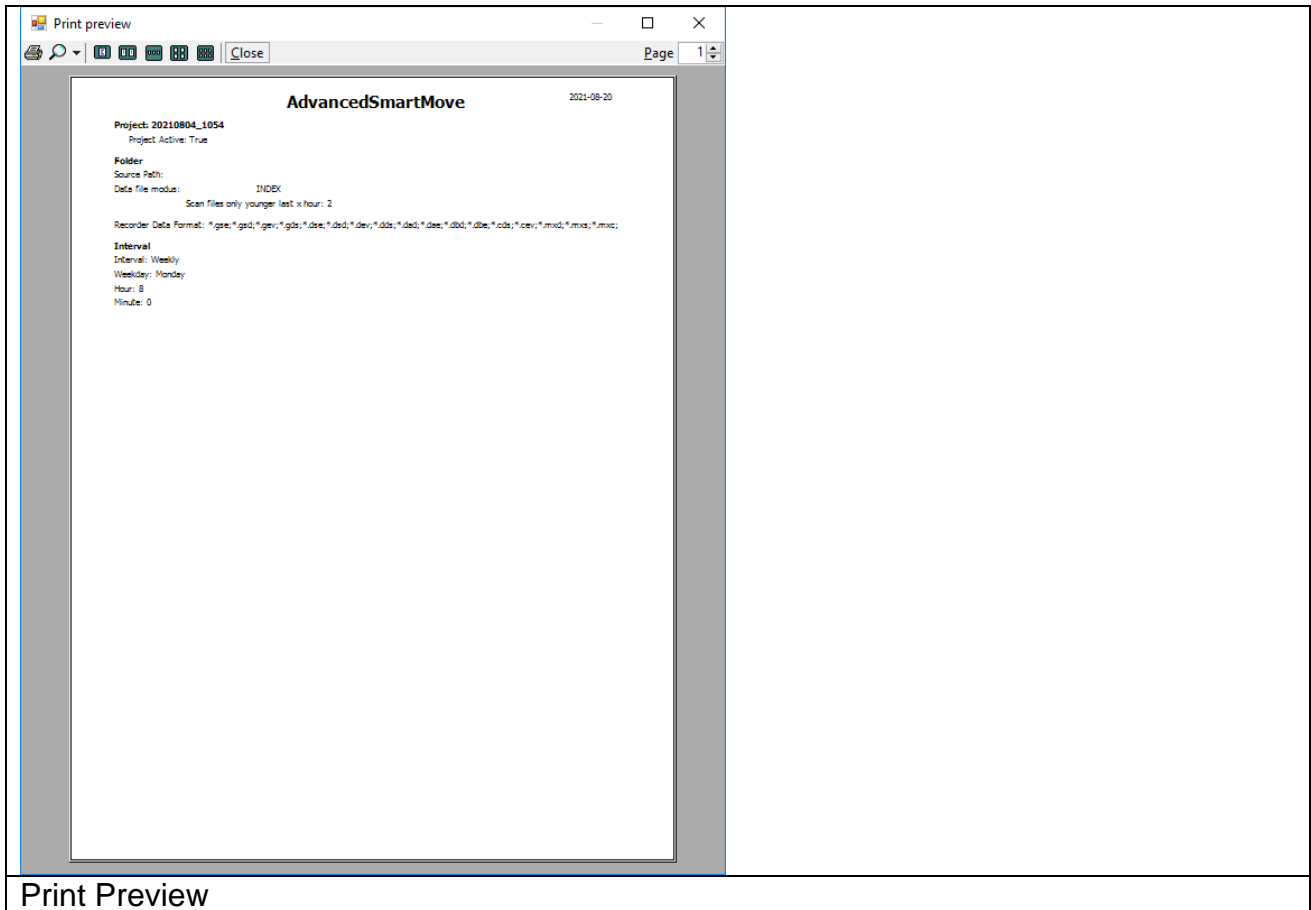 Print preview
Close
Page 1
AdvancedSmartMove 2021-08-20
Project: 20210804_1054
Project Active: True
Folder
Source Path:
Data file modus: INDEX
Scan files only younger last x hour: 2
Recorder Data Format: *.gse;*.gsd;*.gev;*.gds;*.dse;*.dsd;*.dev;*.dds;*.dad;*.dae;*.dbd;*.dbe;*.cds;*.cev;*.mxd;*.mxs;*.mxc;
Interval
Interval: Weekly
Weekday: Monday
Hour: 8
Minute: 0
Print Preview